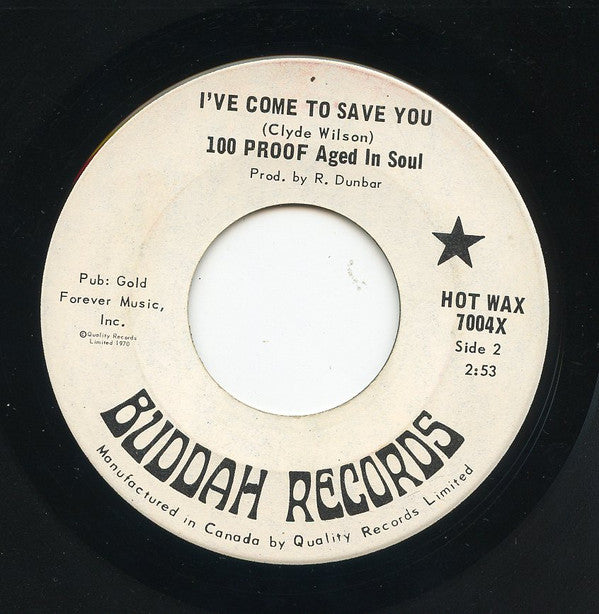 I'VE COME TO SAVE YOU
(Clyde Wilson)
100 PROOF Aged In Soul
Prod. by R. Dunbar
Pub: Gold
Forever Music,
Inc.
©Quality Records
Limited 1970
HOT WAX
7004X
Side 2
2:53
BUDDAH RECORDS
Manufactured in Canada by Quality Records Limited